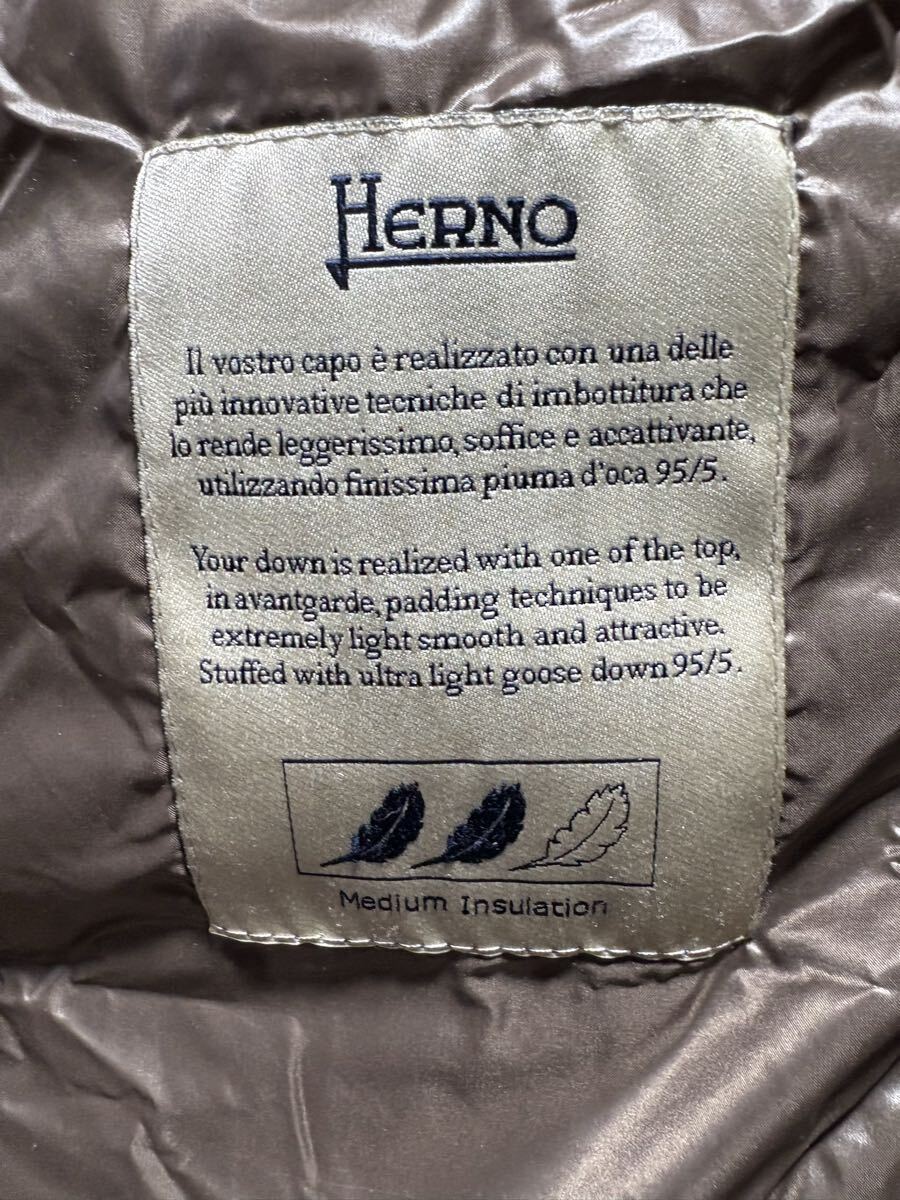 HERNO
Il vostro capo è realizzato con una delle
più innovative tecniche di imbottitura che
lo rende leggerissimo, soffice e accattivante,
utilizzando finissima piuma d'oca 95/5.
Your down is realized with one of the top,
in avantgarde, padding techniques to be
extremely light smooth and attractive.
Stuffed with ultra light goose down 95/5.
Medium Insulation